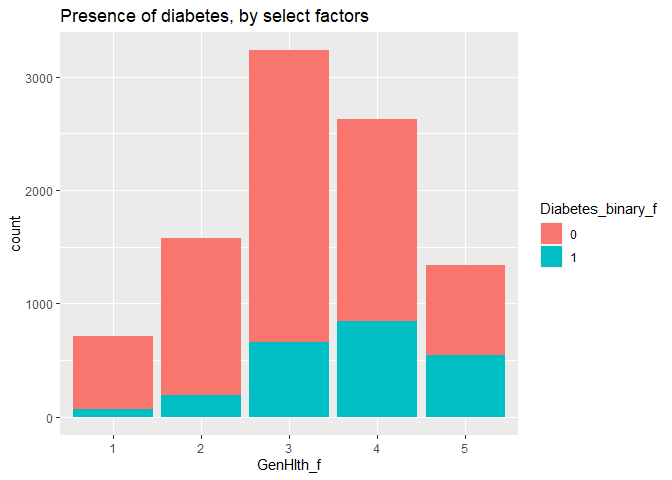 Presence of diabetes, by select factors
3000
2000
1000
0
count
1 2 3 4 5
GenHlth_f
Diabetes_binary_f
0
1